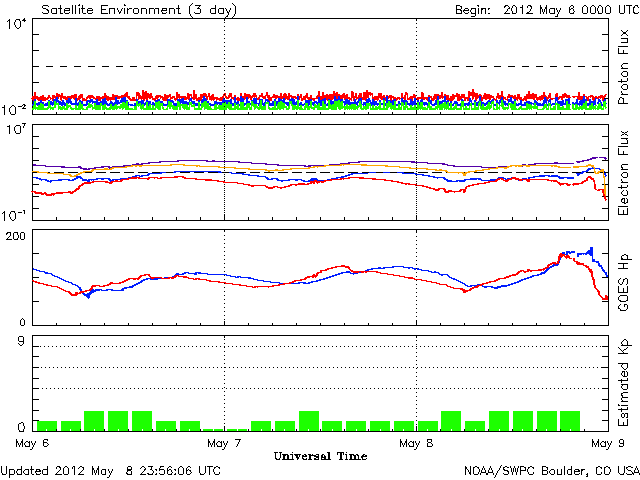 Satellite Environment (3 day) Begin: 2012 May 6 0000 UTC
10⁴
Proton Flux
10⁻²
10⁷
Electron Flux
10⁻¹
200
GOES Hp
0
9
Estimated Kp
0
May 6 May 7 May 8 May 9
Universal Time
Updated 2012 May 8 23:56:06 UTC NOAA/SWPC Boulder, CO USA